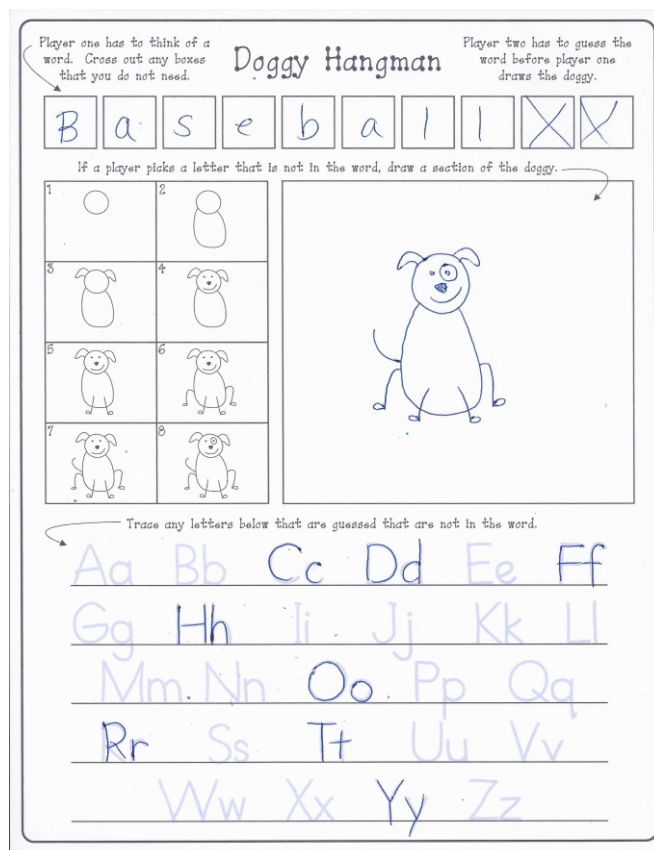 Player one has to think of a
word. Cross out any boxes
that you do not need.
Doggy Hangman
Player two has to guess the
word before player one
draws the doggy.
B a s e b a l l X X
If a player picks a letter that is not in the word, draw a section of the doggy.
1 2
3 4
5 6
7 8
Trace any letters below that are guessed that are not in the word.
Aa Bb Cc Dd Ee Ff
Gg Hh Ii Jj Kk Ll
Mm Nn Oo Pp Qq
Rr Ss Tt Uu Vv
Ww Xx Yy Zz